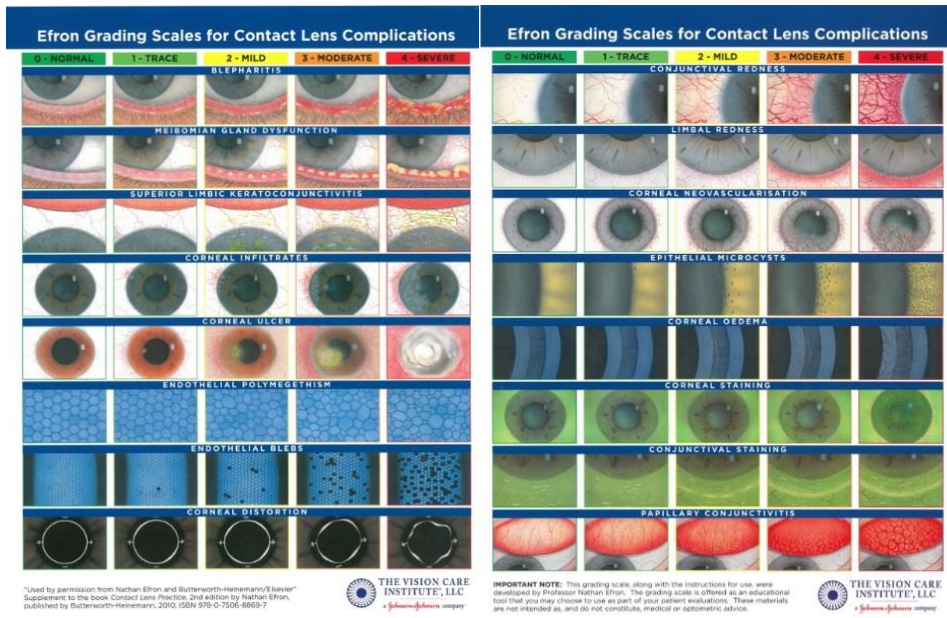 Efron Grading Scales for Contact Lens Complications
0 - NORMAL 1 - TRACE 2 - MILD 3 - MODERATE 4 - SEVERE
BLEPHARITIS
MEIBOMIAN GLAND DYSFUNCTION
SUPERIOR LIMBIC KERATOCONJUNCTIVITIS
CORNEAL INFILTRATES
CORNEAL ULCER
ENDOTHELIAL POLYMEGETHISM
ENDOTHELIAL BLEBS
CORNEAL DISTORTION
"Used by permission from Nathan Efron and Butterworth-Heinemann/Elsevier"
Supplement to the book Contact Lens Practice, 2nd edition by Nathan Efron,
published by Butterworth-Heinemann, 2010, ISBN 978-0-7506-8869-7
THE VISION CARE
INSTITUTE, LLC
a Johnson & Johnson company
Efron Grading Scales for Contact Lens Complications
0 - NORMAL 1 - TRACE 2 - MILD 3 - MODERATE 4 - SEVERE
CONJUNCTIVAL REDNESS
LIMBAL REDNESS
CORNEAL NEOVASCULARISATION
EPITHELIAL MICROCYSTS
CORNEAL OEDEMA
CORNEAL STAINING
CONJUNCTIVAL STAINING
PAPILLARY CONJUNCTIVITIS
IMPORTANT NOTE: This grading scale, along with the instructions for use, were
developed by Professor Nathan Efron. The grading scale is offered as an educational
tool that you may choose to use as part of your patient evaluations. These materials
are not intended as, and do not constitute, medical or optometric advice.
THE VISION CARE
INSTITUTE, LLC
a Johnson & Johnson company